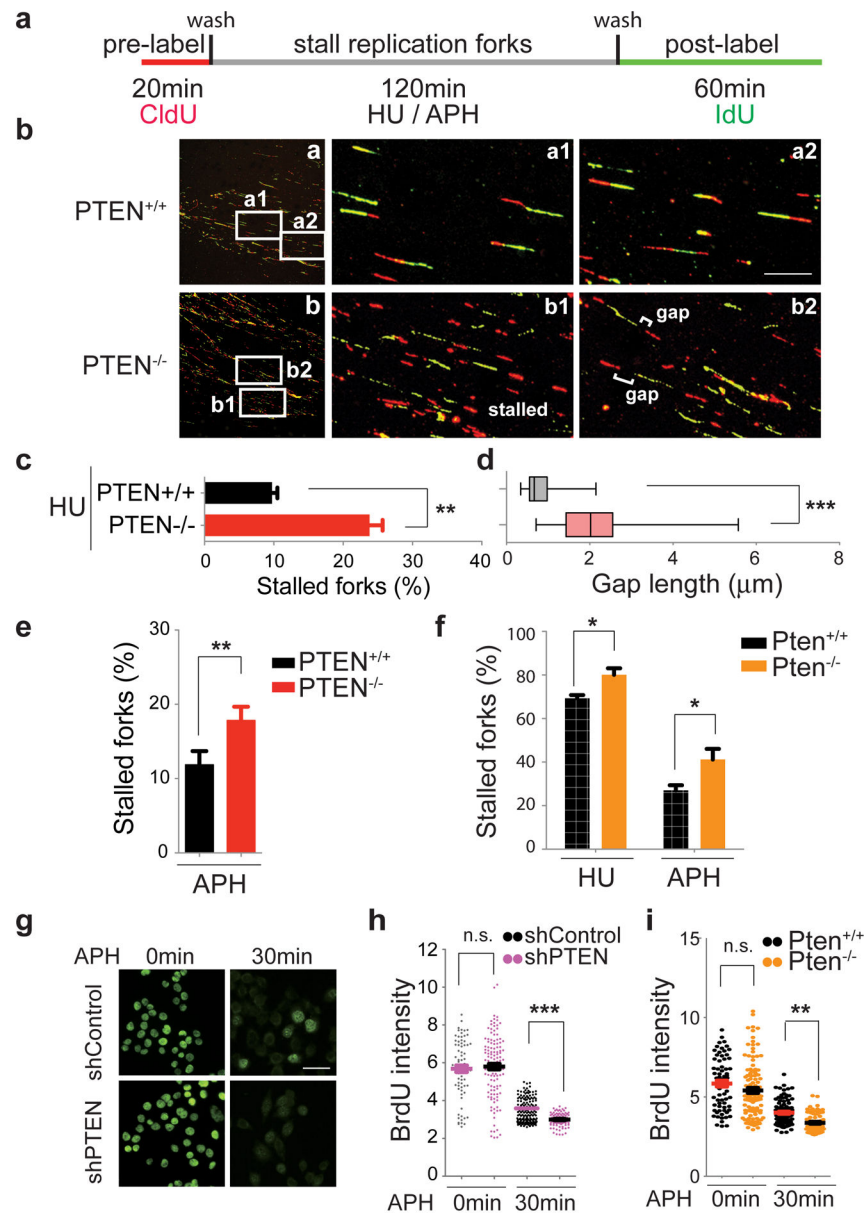 a
wash
wash
pre-label
stall replication forks
post-label
20min
120min
60min
CldU
HU / APH
IdU
b
PTEN+/+
a
a1
a2
a1
a2
PTEN-/-
b
b2
b1
b1
stalled
b2
gap
gap
c
HU
PTEN+/+
PTEN-/-
**
0 10 20 30 40
Stalled forks (%)
d
***
0 2 4 6 8
Gap length (μm)
e
Stalled forks (%)
30
20
10
0
**
PTEN+/+
PTEN-/-
APH
f
Stalled forks (%)
100
80
60
40
20
0
*
*
Pten+/+
Pten-/-
HU
APH
g
APH 0min 30min
shControl
shPTEN
h
BrdU intensity
12
10
8
6
4
2
0
n.s.
shControl
shPTEN
***
APH 0min 30min
i
BrdU intensity
15
10
5
0
n.s.
Pten+/+
Pten-/-
**
APH 0min 30min